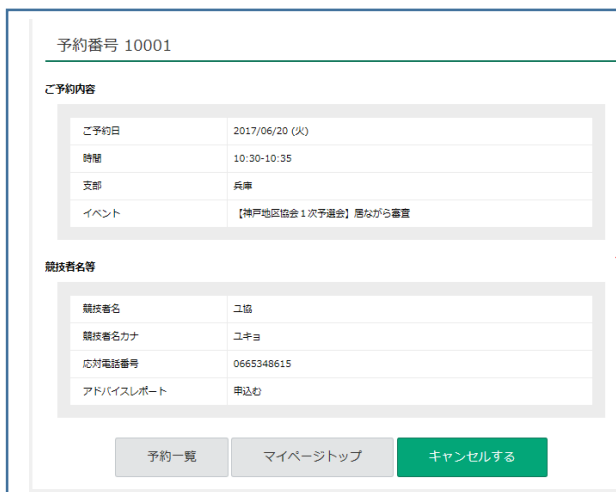 予約番号 10001
ご予約内容
ご予約日 2017/06/20 (火)
時間 10:30-10:35
支部 兵庫
イベント 【神戸地区協会１次予選会】居ながら審査
競技者名等
競技者名 ユ協
競技者名カナ ユキョ
応対電話番号 0665348615
アドバイスレポート 申込む
予約一覧 マイページトップ キャンセルする